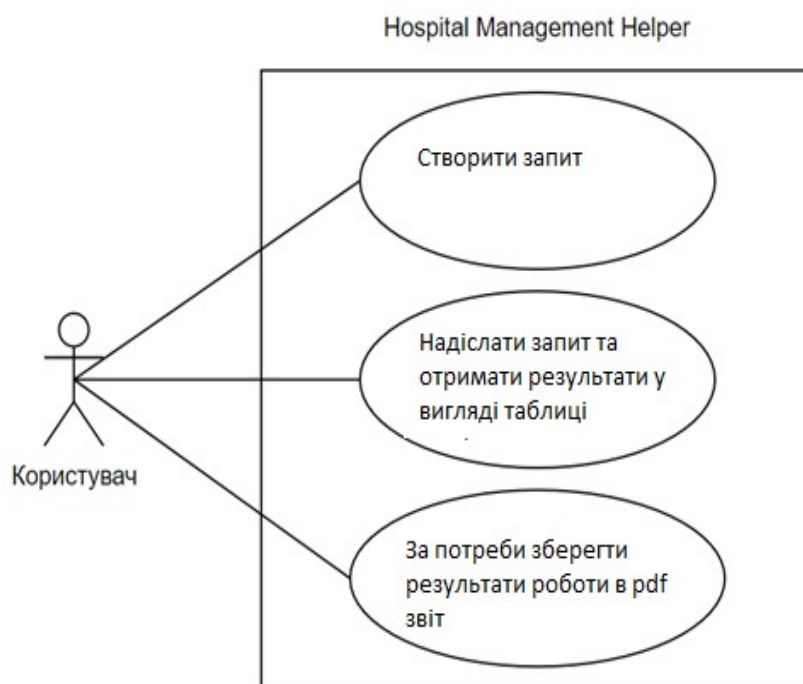 Hospital Management Helper
Створити запит
Надіслати запит та
отримати результати у
вигляді таблиці
Користувач
За потреби зберегти
результати роботи в pdf
звіт